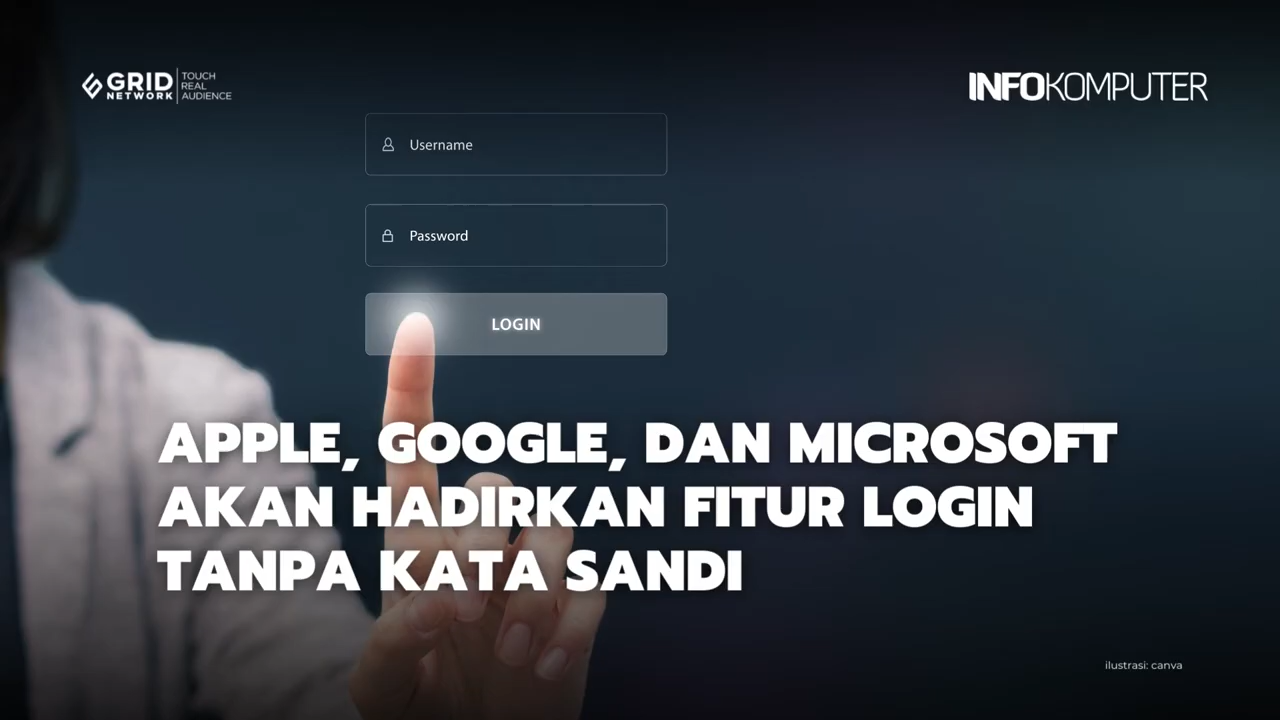 GRID
NETWORK
TOUCH
REAL
AUDIENCE
INFOKOMPUTER
Username
Password
LOGIN
APPLE, GOOGLE, DAN MICROSOFT
AKAN HADIRKAN FITUR LOGIN
TANPA KATA SANDI
ilustrasi: canva